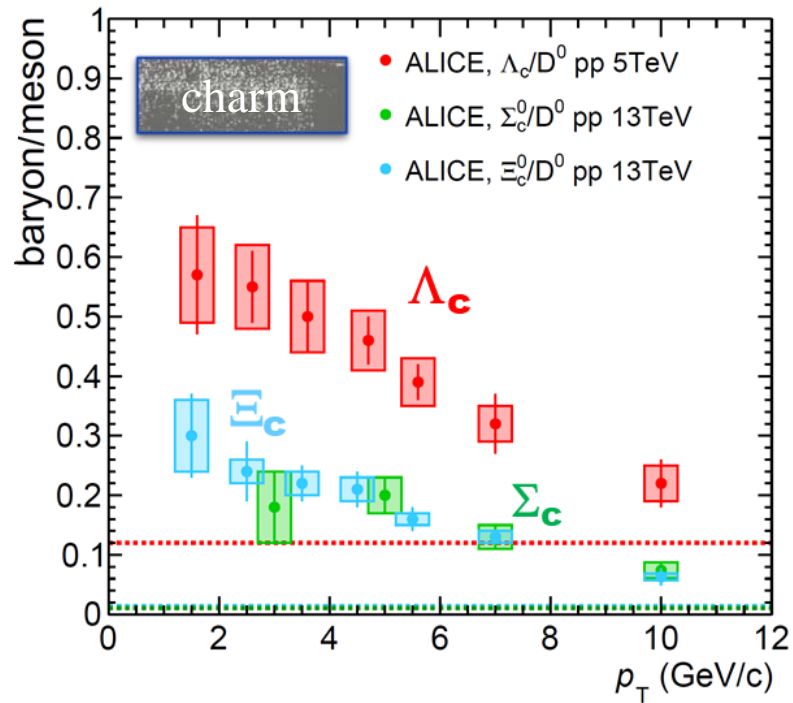 1
0.9
0.8
0.7
0.6
0.5
0.4
0.3
0.2
0.1
0
baryon/meson
charm
ALICE, Λc/D⁰ pp 5TeV
ALICE, Σc⁰/D⁰ pp 13TeV
ALICE, Ξc⁰/D⁰ pp 13TeV
Λc
Ξc
Σc
0 2 4 6 8 10 12
pT (GeV/c)